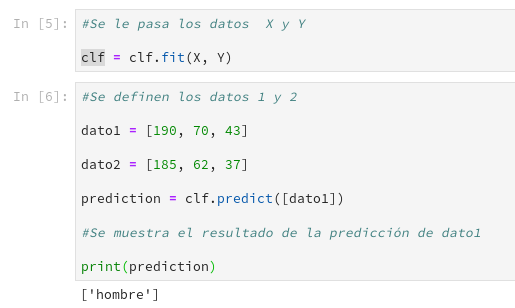 In [5]: #Se le pasa los datos  X y Y
clf = clf.fit(X, Y)
In [6]: #Se definen los datos 1 y 2
dato1 = [190, 70, 43]
dato2 = [185, 62, 37]
prediction = clf.predict([dato1])
#Se muestra el resultado de la predicción de dato1
print(prediction)
['hombre']